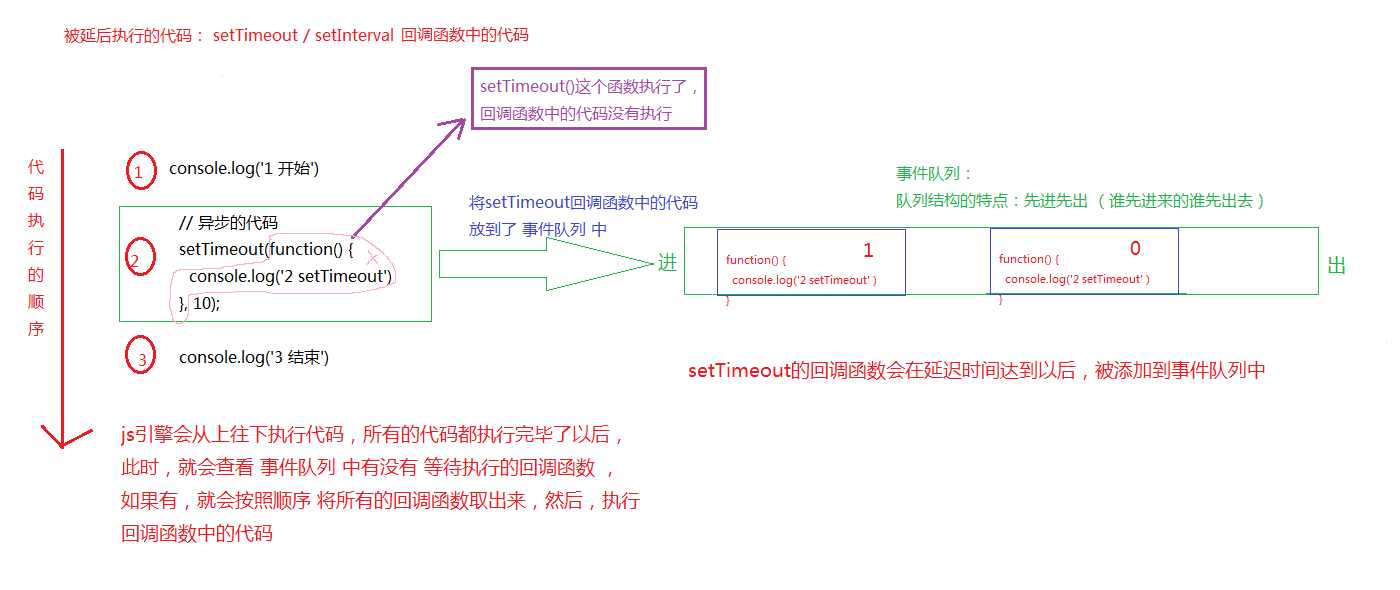 被延后执行的代码： setTimeout / setInterval 回调函数中的代码
setTimeout()这个函数执行了，
回调函数中的代码没有执行
代
码
执
行
的
顺
序
1
console.log('1 开始')
2
// 异步的代码
setTimeout(function() {
console.log('2 setTimeout')
}, 10);
3
console.log('3 结束')
将setTimeout回调函数中的代码
放到了 事件队列 中
事件队列：
队列结构的特点：先进先出 （ 谁先进来的谁先出去 ）
进
1
function() {
console.log('2 setTimeout' )
}
0
function() {
console.log('2 setTimeout' )
}
出
setTimeout的回调函数会在延迟时间达到以后，被添加到事件队列中
js引擎会从上往下执行代码，所有的代码都执行完毕了以后，
此时，就会查看 事件队列 中有没有 等待执行的回调函数 ，
如果有，就会按照顺序 将所有的回调函数取出来，然后，执行
回调函数中的代码